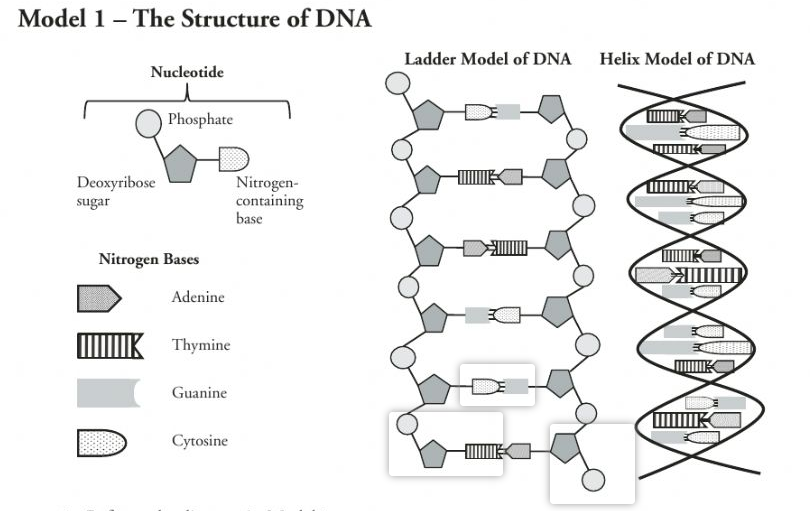 Model 1 – The Structure of DNA
Nucleotide
Phosphate
Deoxyribose
sugar
Nitrogen-
containing
base
Nitrogen Bases
Adenine
Thymine
Guanine
Cytosine
Ladder Model of DNA
Helix Model of DNA